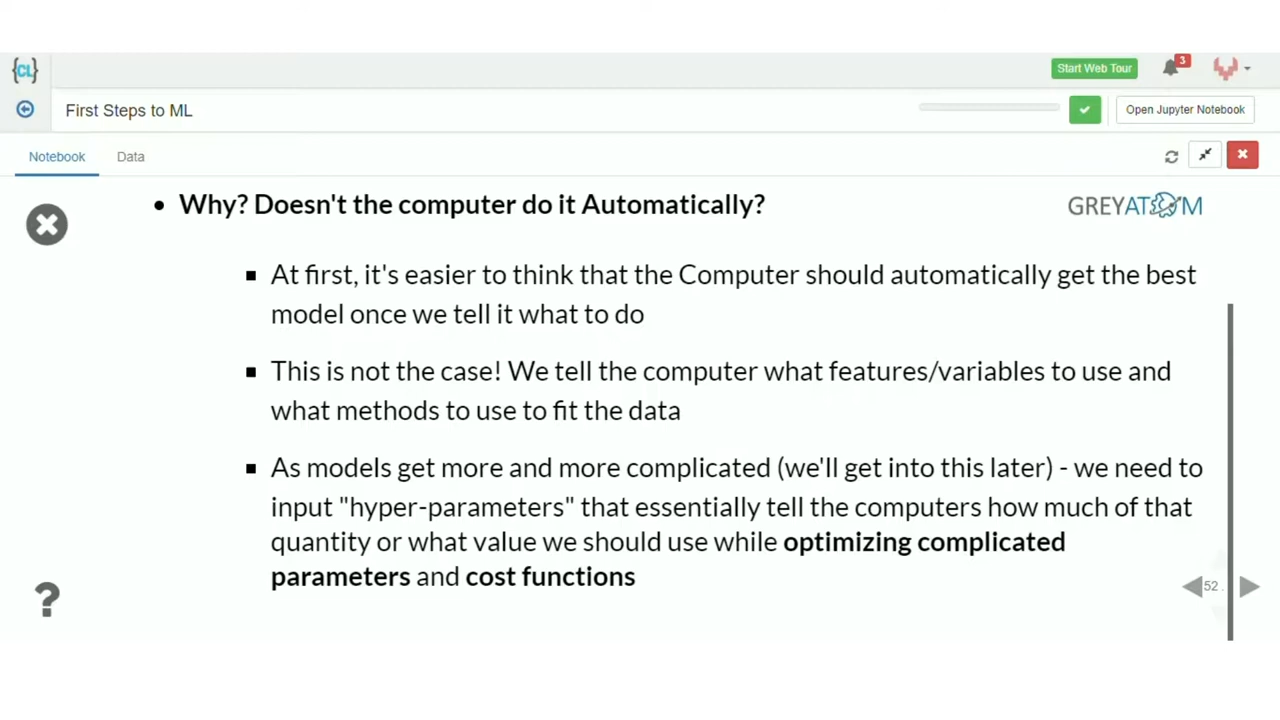 {CL}
Start Web Tour
3
First Steps to ML
Open Jupyter Notebook
Notebook
Data
• Why? Doesn't the computer do it Automatically?
GREYATOM
▪ At first, it's easier to think that the Computer should automatically get the best
model once we tell it what to do
▪ This is not the case! We tell the computer what features/variables to use and
what methods to use to fit the data
▪ As models get more and more complicated (we'll get into this later) - we need to
input "hyper-parameters" that essentially tell the computers how much of that
quantity or what value we should use while optimizing complicated
parameters and cost functions
52 .
?